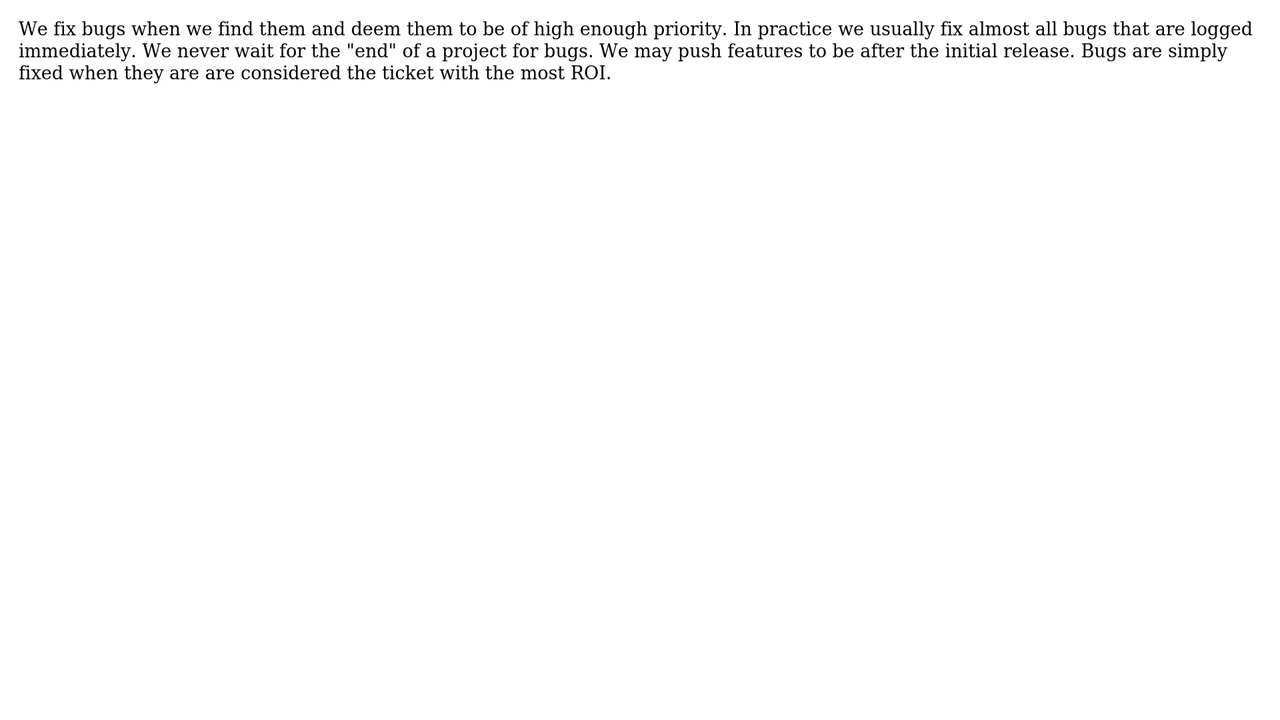 We fix bugs when we find them and deem them to be of high enough priority. In practice we usually fix almost all bugs that are logged
immediately. We never wait for the "end" of a project for bugs. We may push features to be after the initial release. Bugs are simply
fixed when they are are considered the ticket with the most ROI.